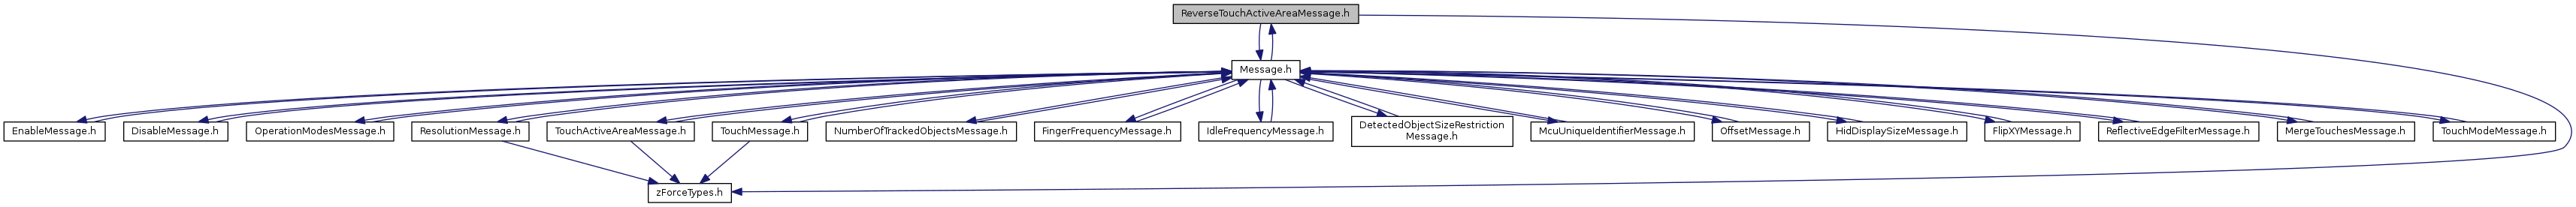 ReverseTouchActiveAreaMessage.h
Message.h
EnableMessage.h
DisableMessage.h
OperationModesMessage.h
ResolutionMessage.h
TouchActiveAreaMessage.h
TouchMessage.h
NumberOfTrackedObjectsMessage.h
FingerFrequencyMessage.h
IdleFrequencyMessage.h
DetectedObjectSizeRestriction
Message.h
McuUniqueIdentifierMessage.h
OffsetMessage.h
HidDisplaySizeMessage.h
FlipXYMessage.h
ReflectiveEdgeFilterMessage.h
MergeTouchesMessage.h
TouchModeMessage.h
zForceTypes.h